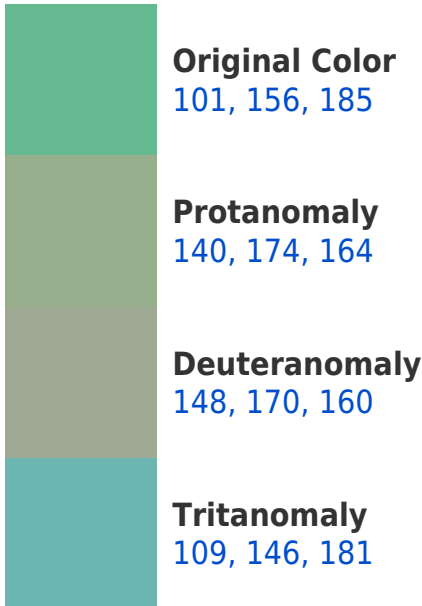 Original Color
101, 156, 185
Protanomaly
140, 174, 164
Deuteranomaly
148, 170, 160
Tritanomaly
109, 146, 181